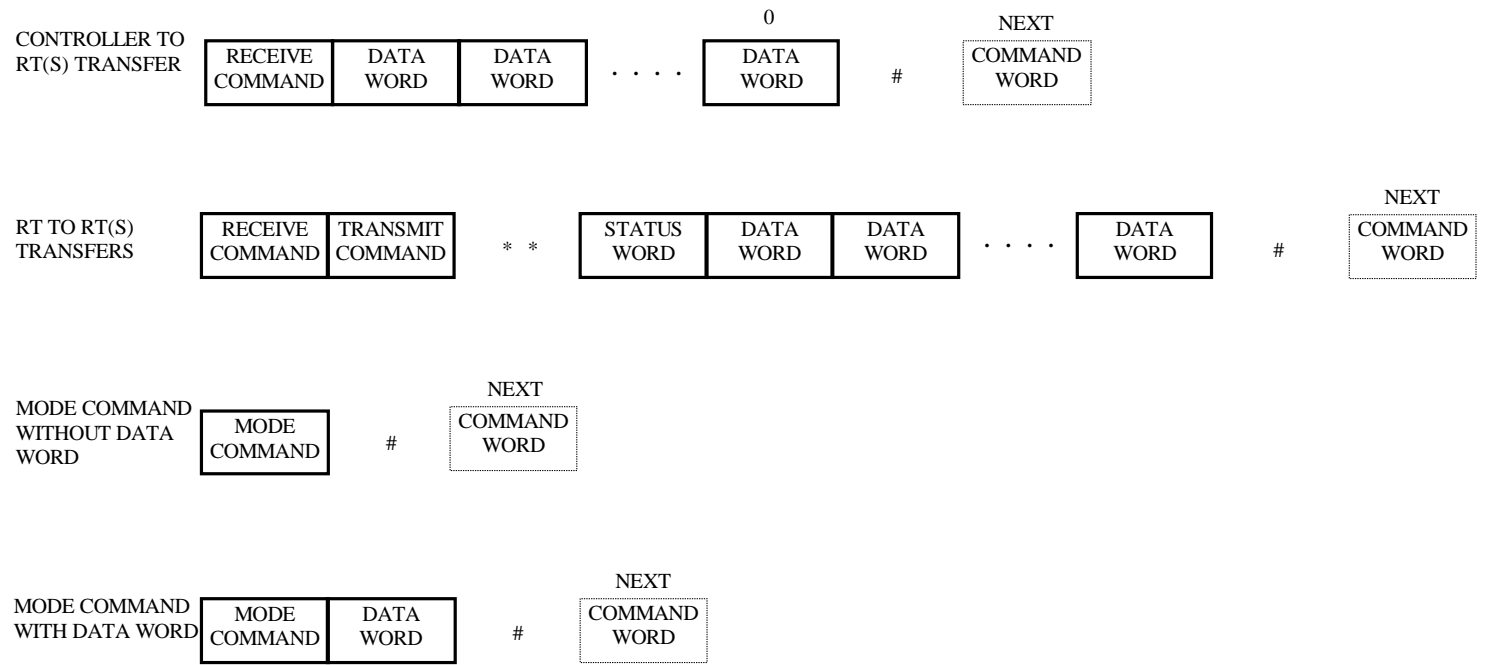 0
NEXT
CONTROLLER TO
RT(S) TRANSFER
RECEIVE
COMMAND
DATA
WORD
DATA
WORD
. . . .
DATA
WORD
#
COMMAND
WORD
NEXT
RT TO RT(S)
TRANSFERS
RECEIVE
COMMAND
TRANSMIT
COMMAND
* *
STATUS
WORD
DATA
WORD
DATA
WORD
. . . .
DATA
WORD
#
COMMAND
WORD
NEXT
MODE COMMAND
WITHOUT DATA
WORD
MODE
COMMAND
#
COMMAND
WORD
NEXT
MODE COMMAND
WITH DATA WORD
MODE
COMMAND
DATA
WORD
#
COMMAND
WORD